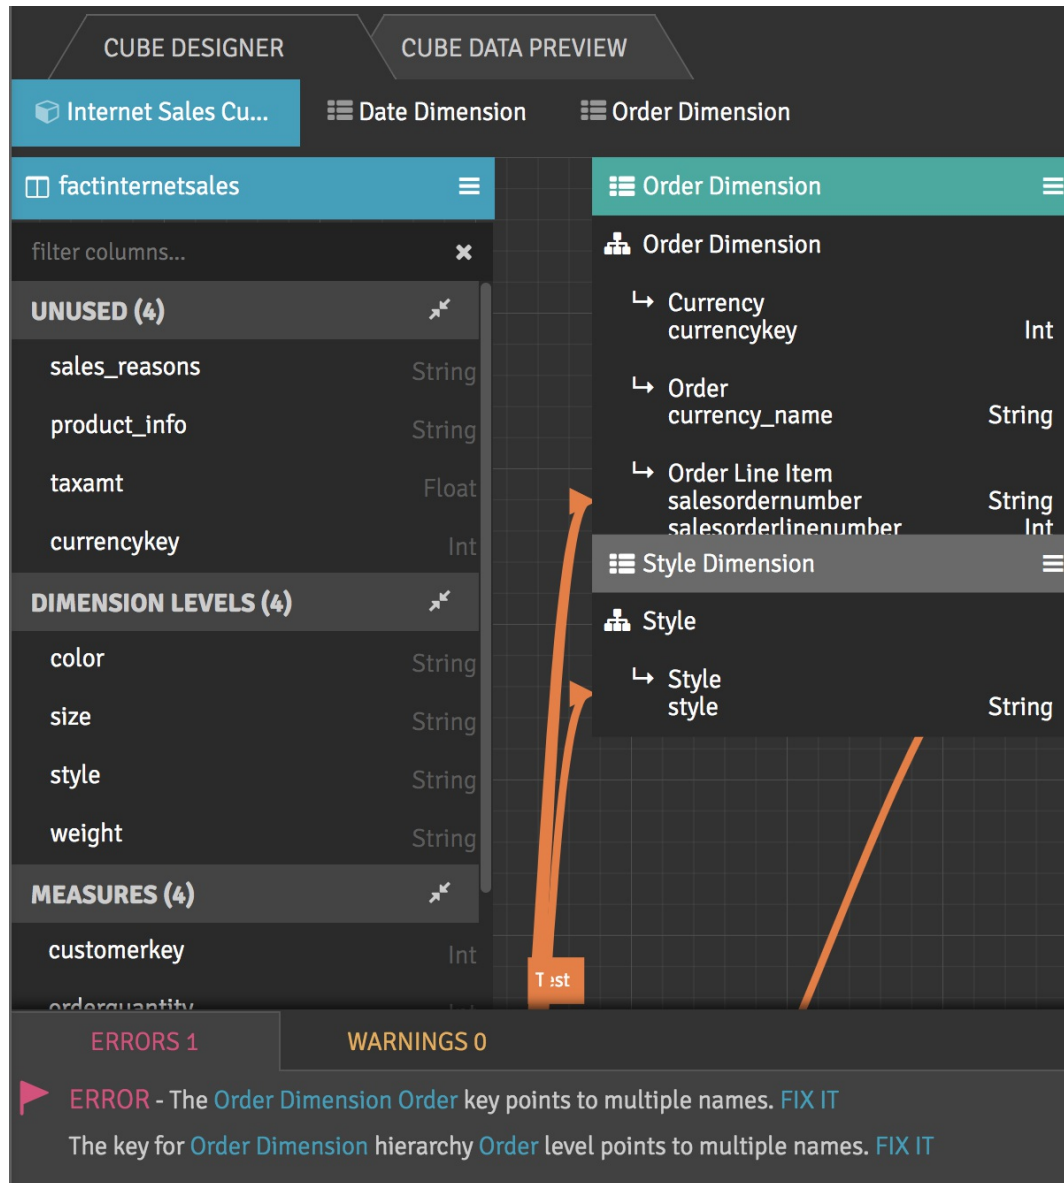 CUBE DESIGNER
CUBE DATA PREVIEW
Internet Sales Cu...
Date Dimension
Order Dimension
factinternetsales
filter columns...
UNUSED (4)
sales_reasons String
product_info String
taxamt Float
currencykey Int
DIMENSION LEVELS (4)
color String
size String
style String
weight String
MEASURES (4)
customerkey Int
orderquantity Int
Order Dimension
Order Dimension
Currency
currencykey Int
Order
currency_name String
Order Line Item
salesordernumber String
salesorderlinenumber Int
Style Dimension
Style
Style
style String
ERRORS 1
WARNINGS 0
ERROR - The Order Dimension Order key points to multiple names. FIX IT
The key for Order Dimension hierarchy Order level points to multiple names. FIX IT